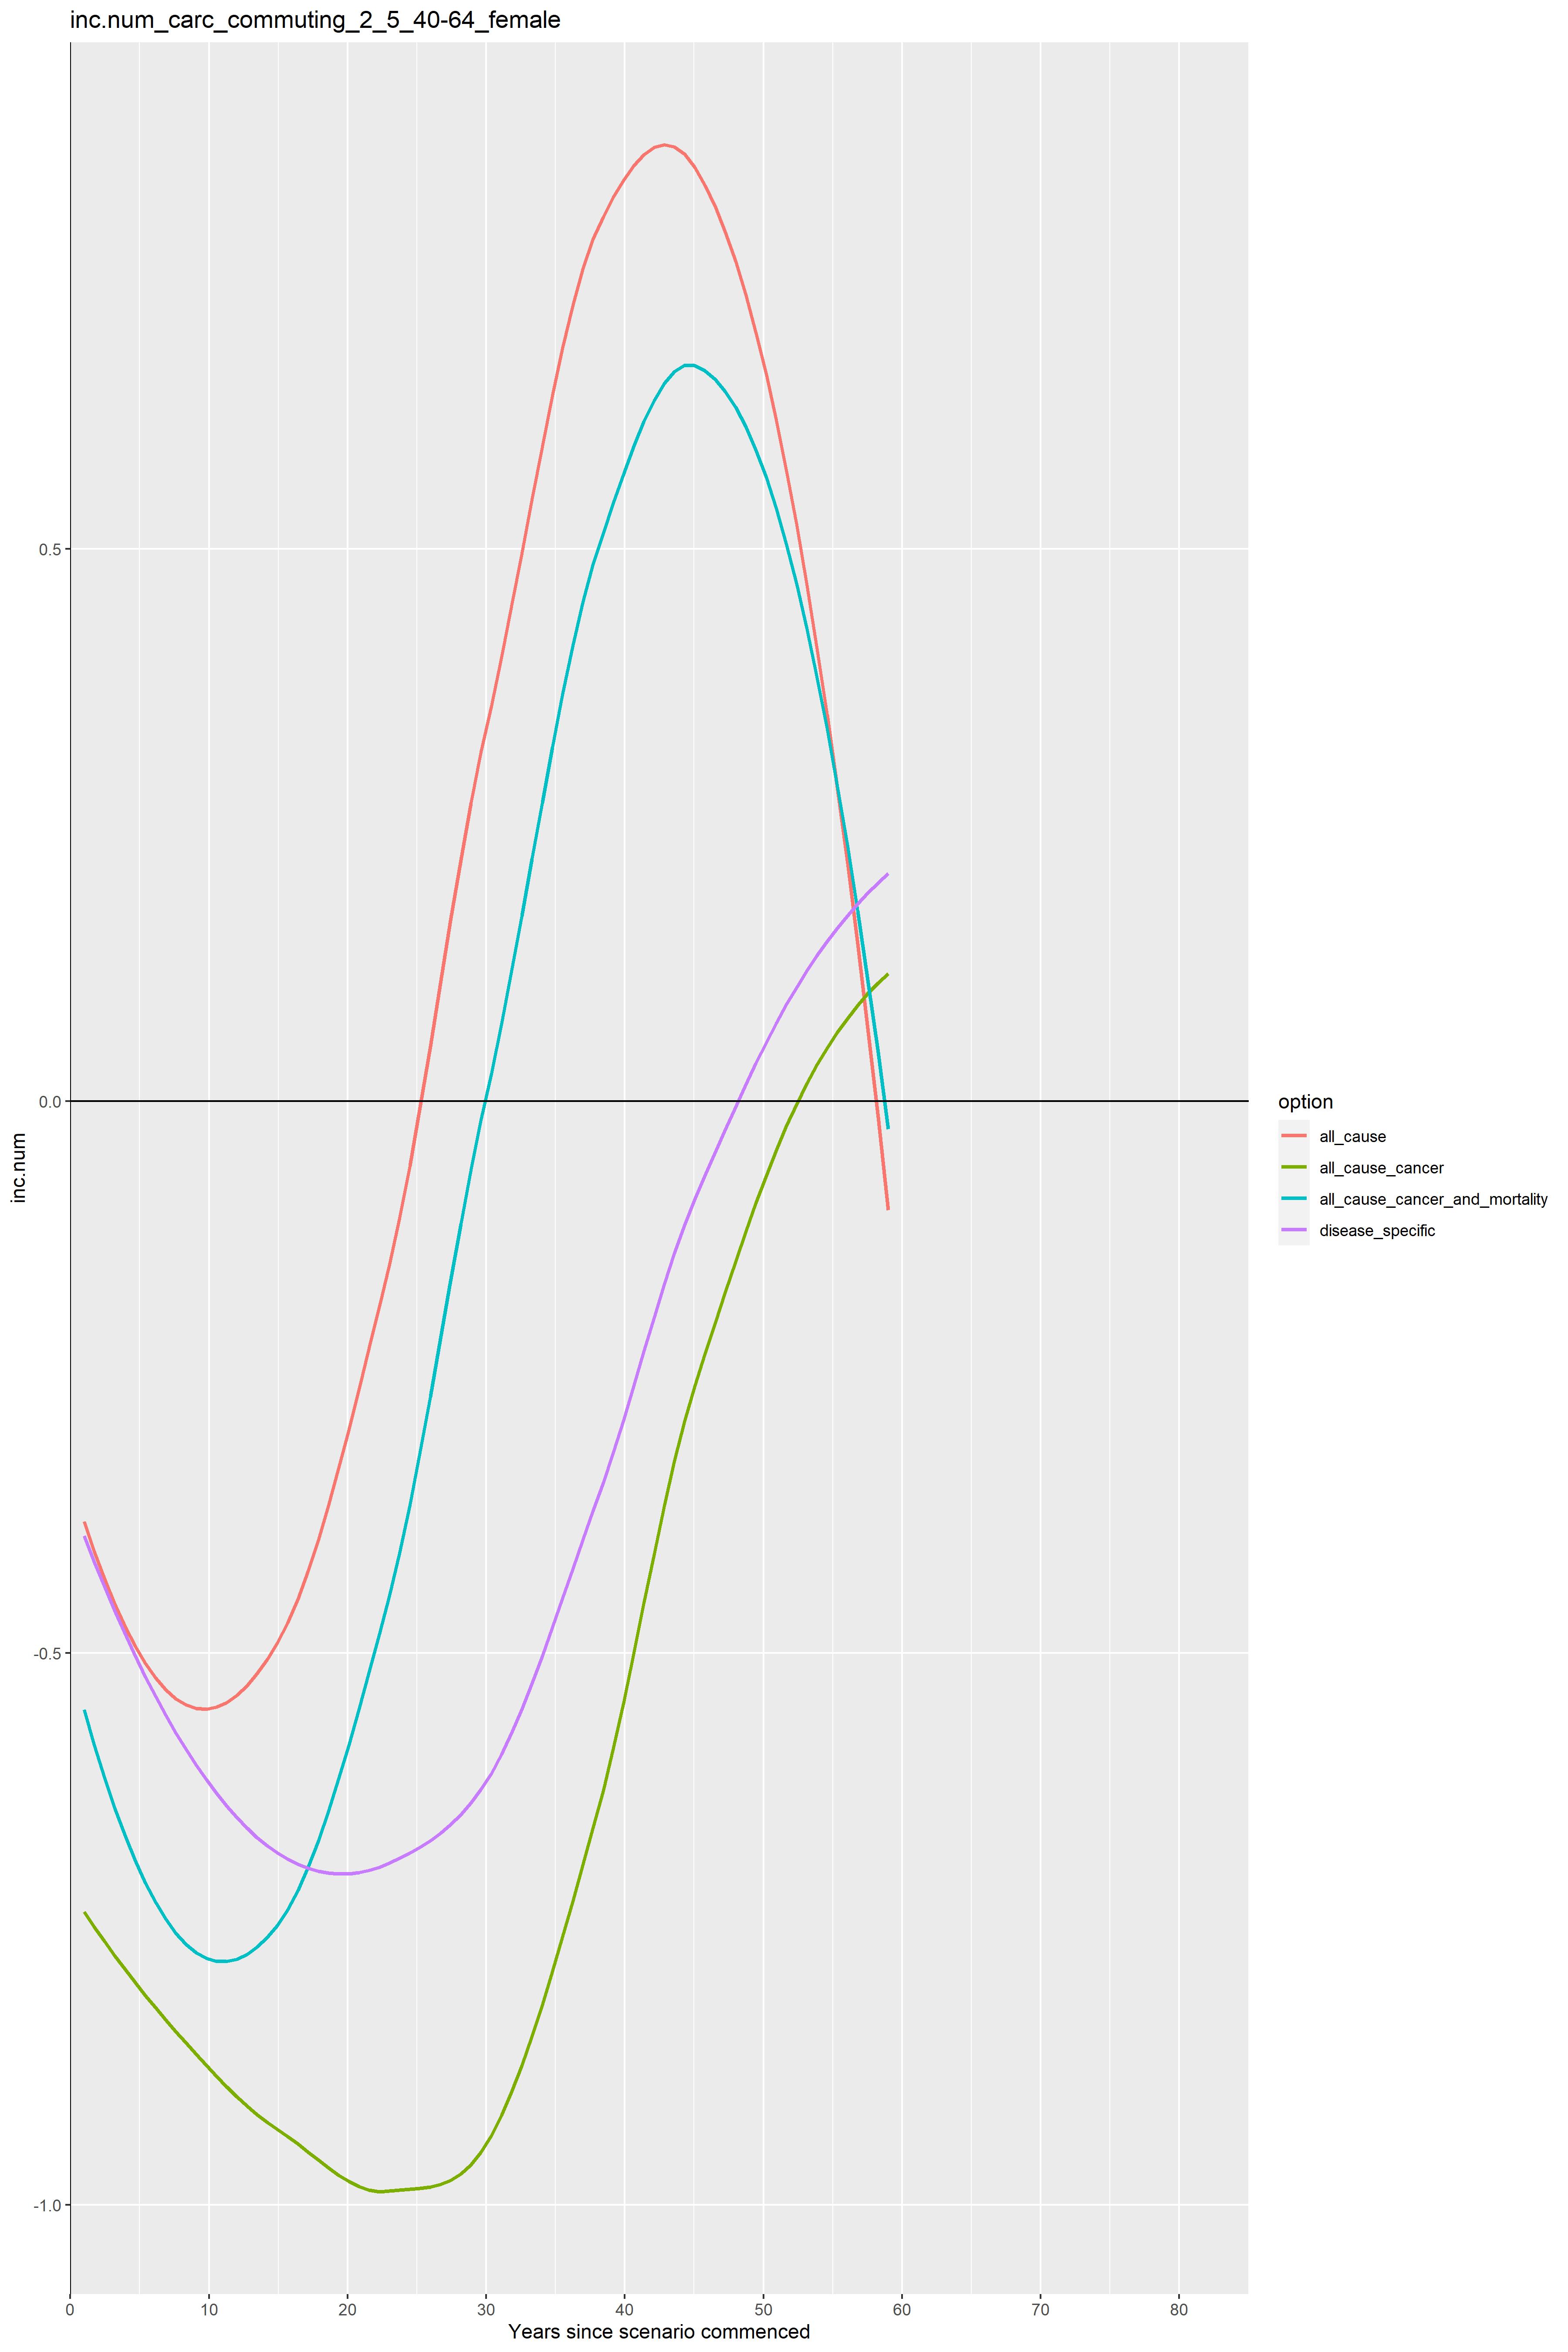 inc.num_carc_commuting_2_5_40-64_female
0.5
0.0
-0.5
-1.0
inc.num
0 10 20 30 40 50 60 70 80
Years since scenario commenced
option
all_cause
all_cause_cancer
all_cause_cancer_and_mortality
disease_specific